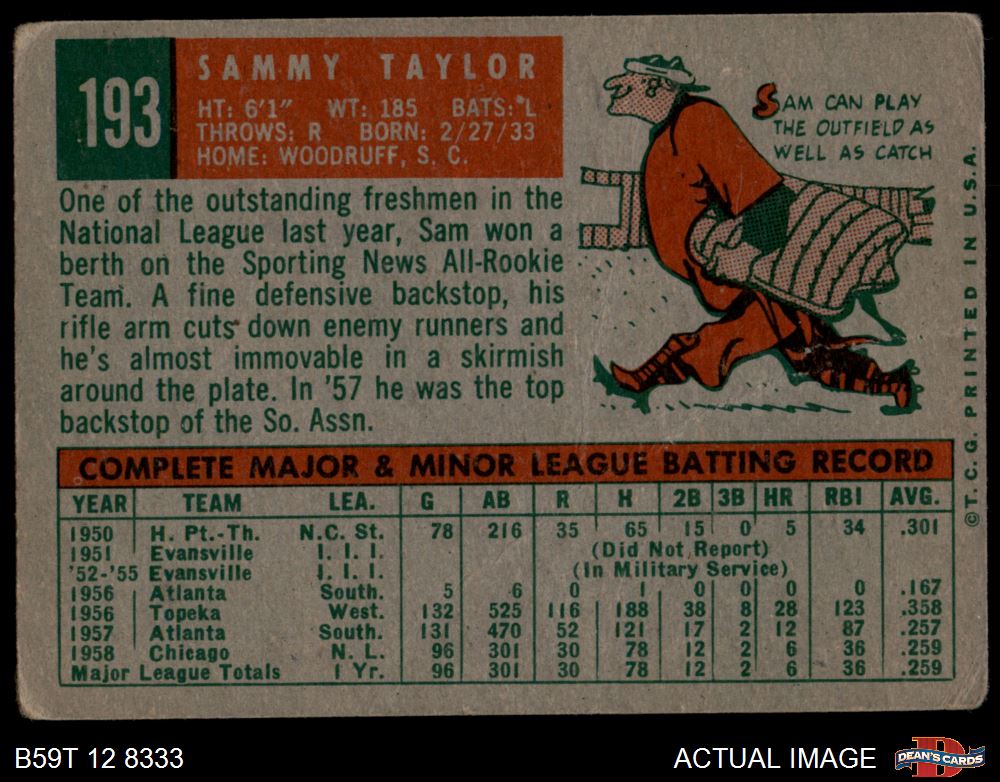 193
SAMMY TAYLOR
HT: 6'1" WT: 185 BATS: L
THROWS: R BORN: 2/27/33
HOME: WOODRUFF, S. C.
SAM CAN PLAY
THE OUTFIELD AS
WELL AS CATCH
One of the outstanding freshmen in the
National League last year, Sam won a
berth on the Sporting News All-Rookie
Team. A fine defensive backstop, his
rifle arm cuts down enemy runners and
he's almost immovable in a skirmish
around the plate. In '57 he was the top
backstop of the So. Assn.
COMPLETE MAJOR & MINOR LEAGUE BATTING RECORD
YEAR TEAM LEA. G AB R H 2B 3B HR RBI AVG.
1950 H. Pt.-Th. N.C. St. 78 216 35 65 15 0 5 34 .301
1951 Evansville I. I. I. (Did Not Report)
'52-'55 Evansville I. I. I. (In Military Service)
1956 Atlanta South. 5 6 0 1 0 0 0 0 .167
1956 Topeka West. 132 525 116 188 38 8 28 123 .358
1957 Atlanta South. 131 470 52 121 17 2 12 87 .257
1958 Chicago N. L. 96 301 30 78 12 2 6 36 .259
Major League Totals 1 Yr. 96 301 30 78 12 2 6 36 .259
© T. C. G. PRINTED IN U.S.A.
B59T 12 8333
ACTUAL IMAGE
D
DEAN'S CARDS